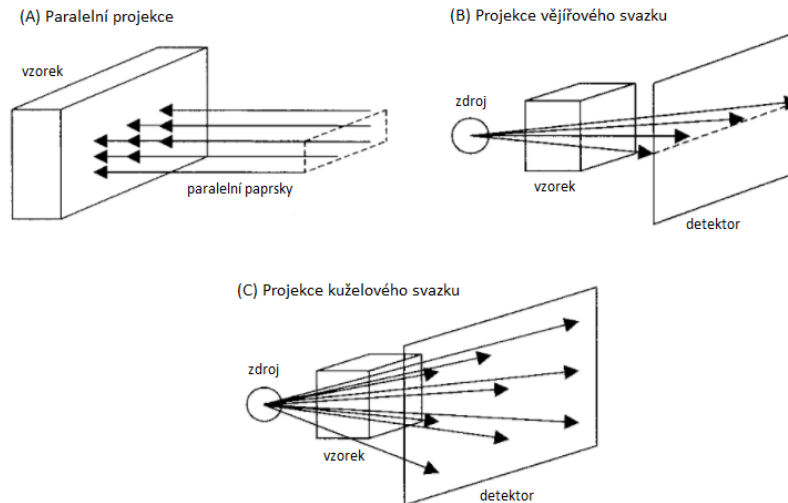 (A) Paralelní projekce
vzorek
paralelní paprsky
(B) Projekce vějířového svazku
zdroj
vzorek
detektor
(C) Projekce kuželového svazku
zdroj
vzorek
detektor